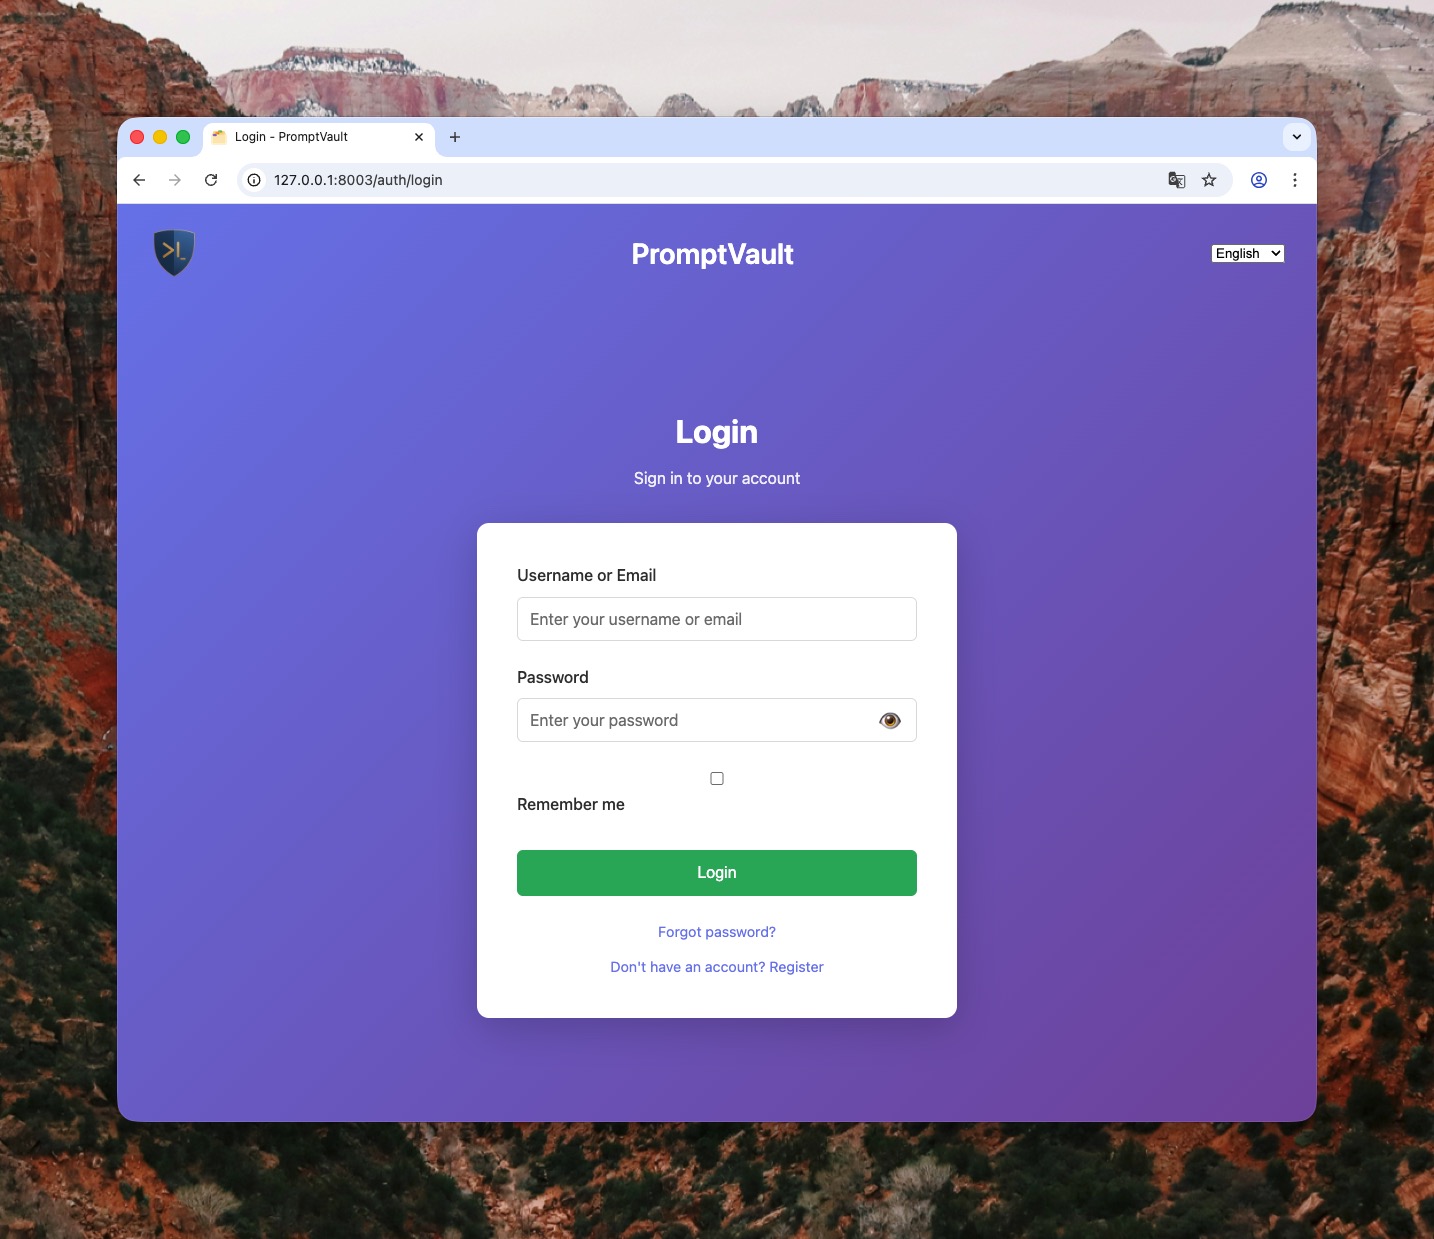 Login - PromptVault
127.0.0.1:8003/auth/login
PromptVault
English
Login
Sign in to your account
Username or Email
Enter your username or email
Password
Enter your password
Remember me
Login
Forgot password?
Don't have an account? Register